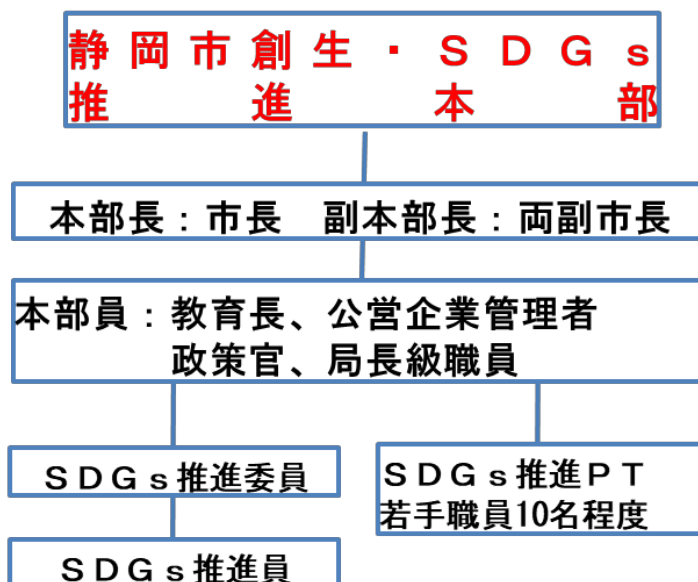 静岡市創生・ＳＤＧｓ
推進本部
本部長：市長　副本部長：両副市長
本部員：教育長、公営企業管理者
政策官、局長級職員
ＳＤＧｓ推進委員
ＳＤＧｓ推進ＰＴ
若手職員10名程度
ＳＤＧｓ推進員